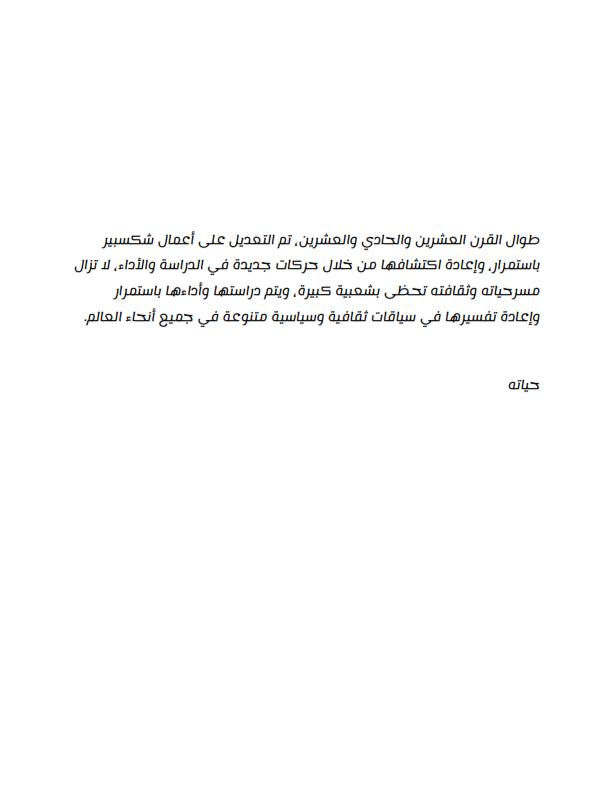 طوال القرن العشرين والحادي والعشرين، تم التعديل على أعمال شكسبير
باستمرار، وإعادة اكتشافها من خلال حركات جديدة في الدراسة والأداء، لا تزال
مسرحياته وثقافته تحظى بشعبية كبيرة، ويتم دراستها وأداءها باستمرار
وإعادة تفسيرها في سياقات ثقافية وسياسية متنوعة في جميع أنحاء العالم.
حياته